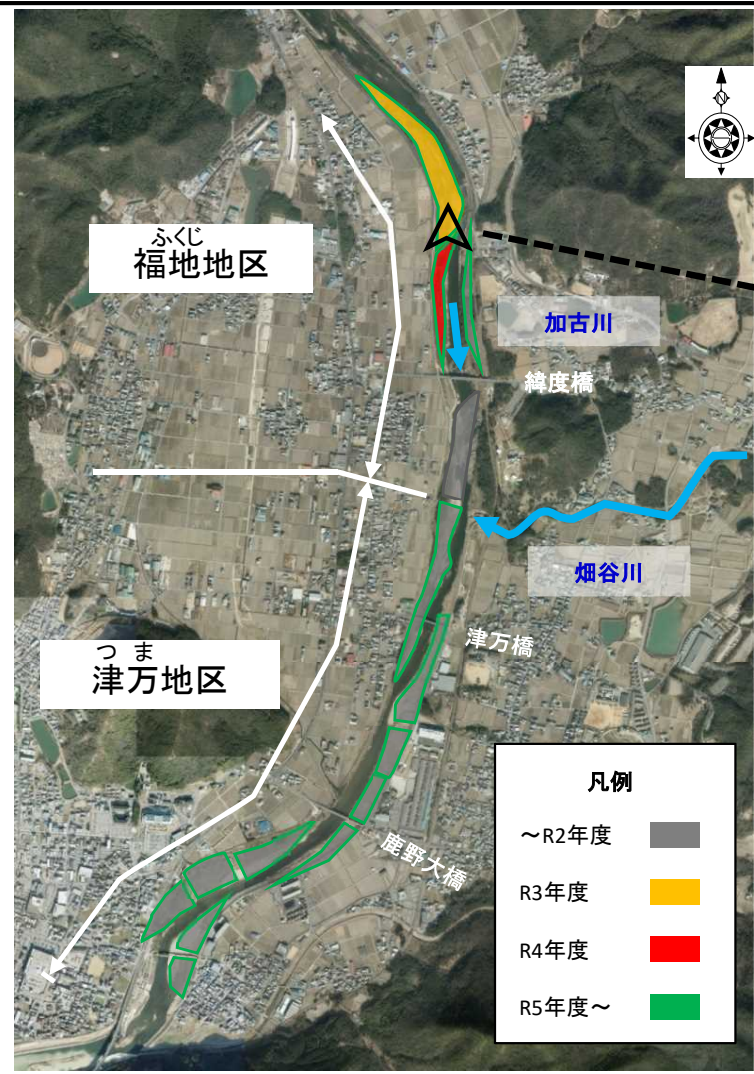 N
ふくじ
福地地区
加古川
緯度橋
畑谷川
つま
津万地区
津万橋
鹿野大橋
凡例
～R2年度
R3年度
R4年度
R5年度～